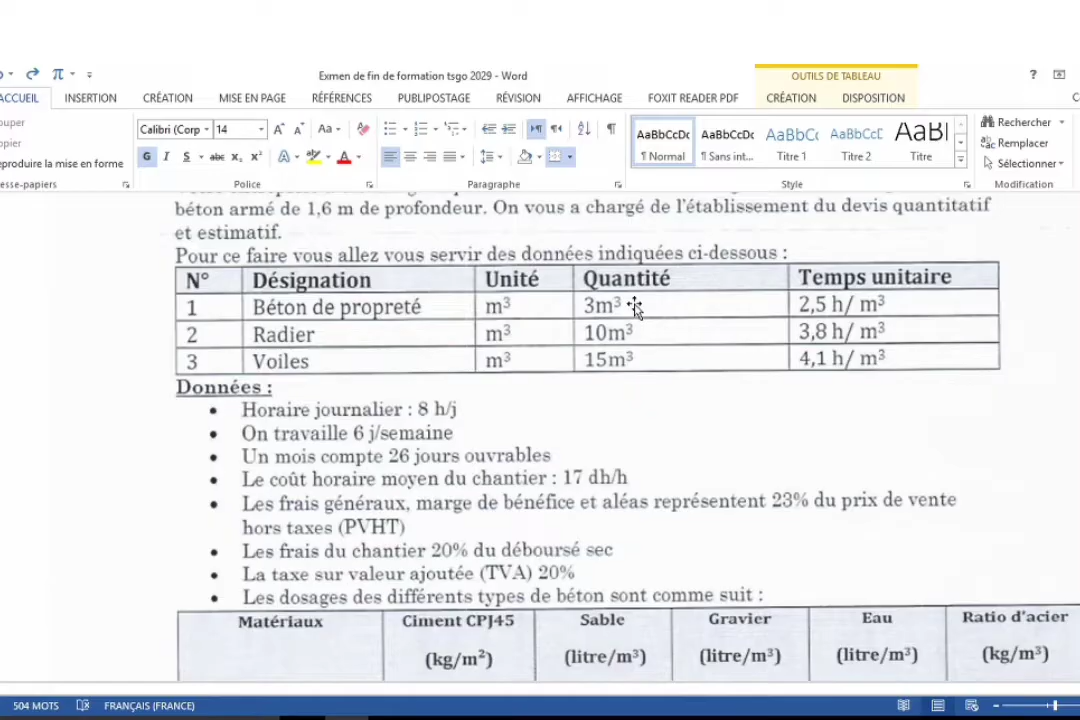 Exmen de fin de formation tsgo 2029 - Word
OUTILS DE TABLEAU
ACCUEIL INSERTION CRÉATION MISE EN PAGE RÉFÉRENCES PUBLIPOSTAGE RÉVISION AFFICHAGE FOXIT READER PDF CRÉATION DISPOSITION
Calibri (Corp 14
Reproduire la mise en forme
Police
Paragraphe
AaBbCcDc AaBbCcDc AaBbCc AaBbCcE AaBl
¶ Normal ¶ Sans int... Titre 1 Titre 2 Titre
Style
Rechercher
Remplacer
Sélectionner
Modification
béton armé de 1,6 m de profondeur. On vous a chargé de l'établissement du devis quantitatif
et estimatif.
Pour ce faire vous allez vous servir des données indiquées ci-dessous :
N° Désignation Unité Quantité Temps unitaire
1 Béton de propreté m³ 3m³ 2,5 h/ m³
2 Radier m³ 10m³ 3,8 h/ m³
3 Voiles m³ 15m³ 4,1 h/ m³
Données :
• Horaire journalier : 8 h/j
• On travaille 6 j/semaine
• Un mois compte 26 jours ouvrables
• Le coût horaire moyen du chantier : 17 dh/h
• Les frais généraux, marge de bénéfice et aléas représentent 23% du prix de vente
hors taxes (PVHT)
• Les frais du chantier 20% du déboursé sec
• La taxe sur valeur ajoutée (TVA) 20%
• Les dosages des différents types de béton sont comme suit :
Matériaux Ciment CPJ45 Sable Gravier Eau Ratio d'acier
(kg/m²) (litre/m³) (litre/m³) (litre/m³) (kg/m³)
504 MOTS FRANÇAIS (FRANCE)